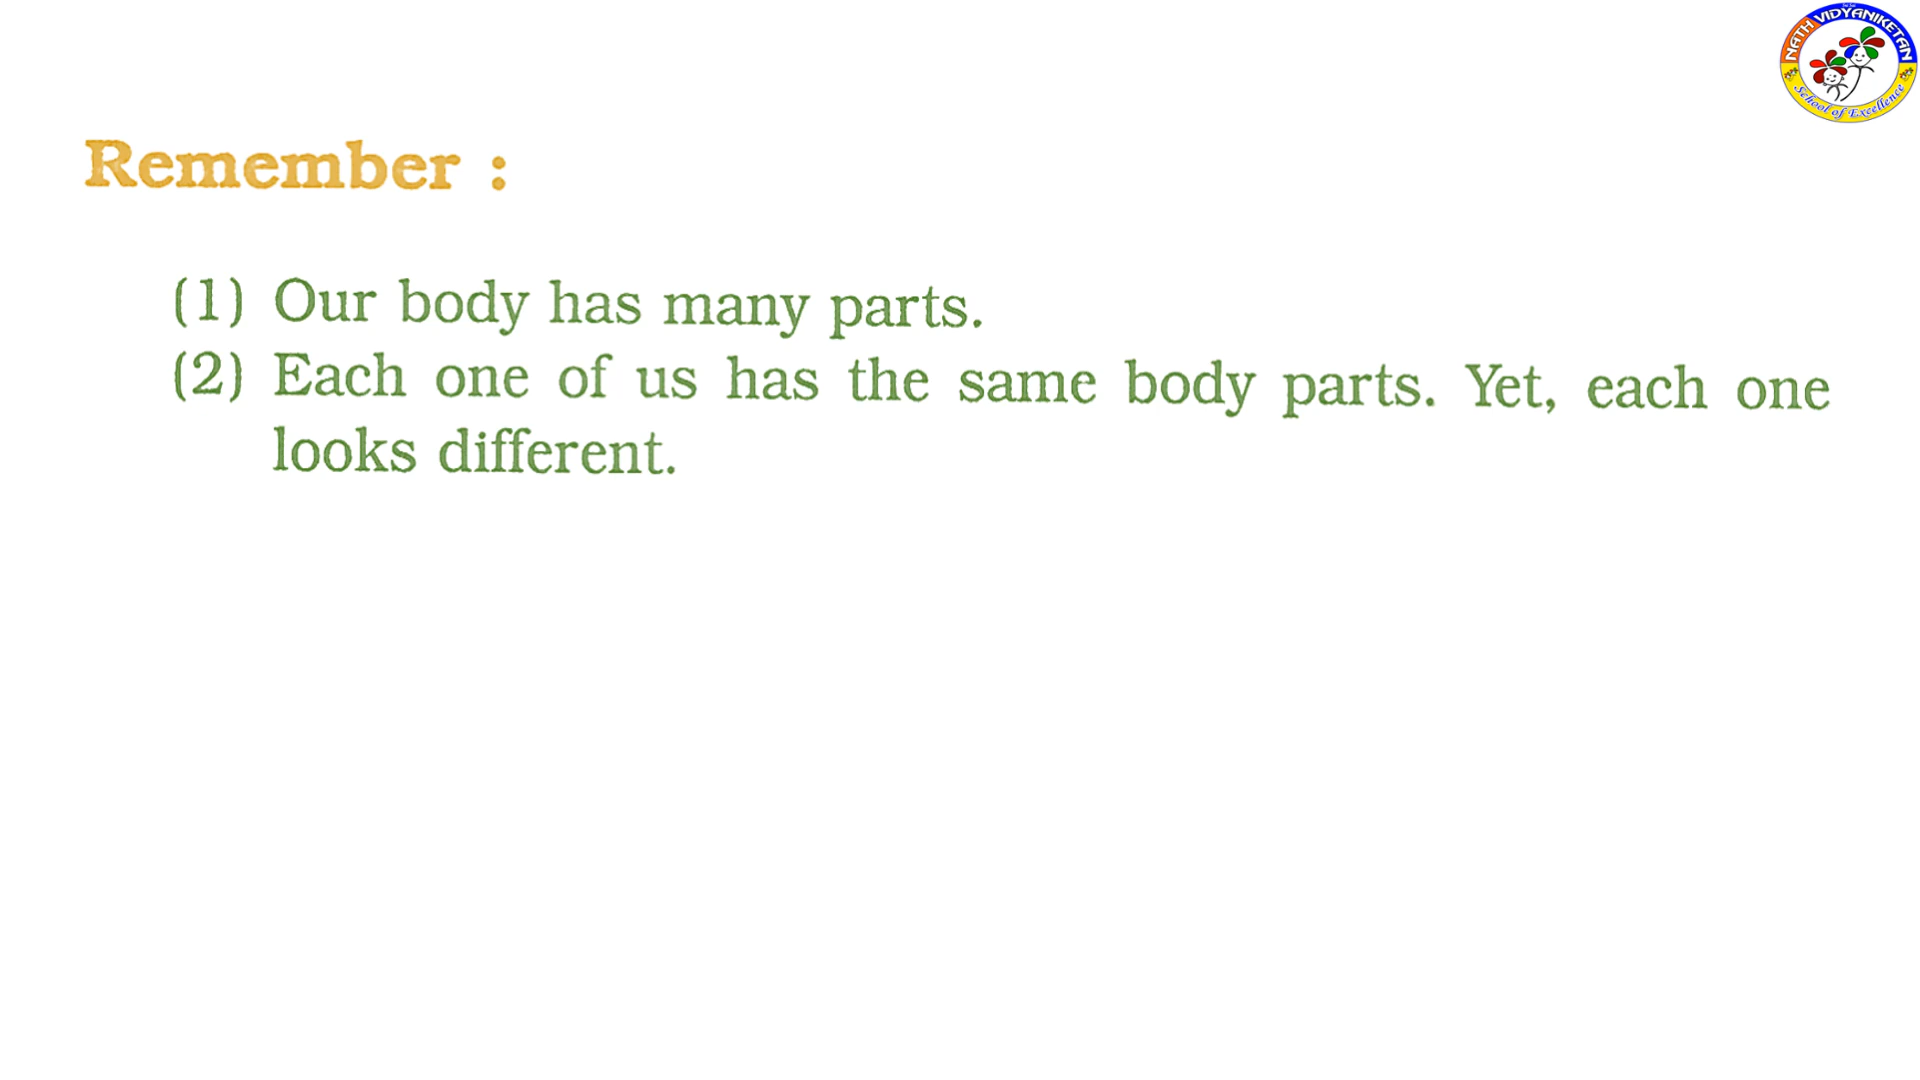 NATH VIDYANIKETAN
School of Excellence
Remember :
(1) Our body has many parts.
(2) Each one of us has the same body parts. Yet, each one
looks different.